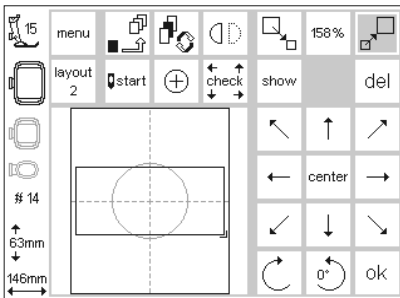 15
menu
158%
layout
2
start
check
show
del
# 14
63mm
146mm
center
0°
ok